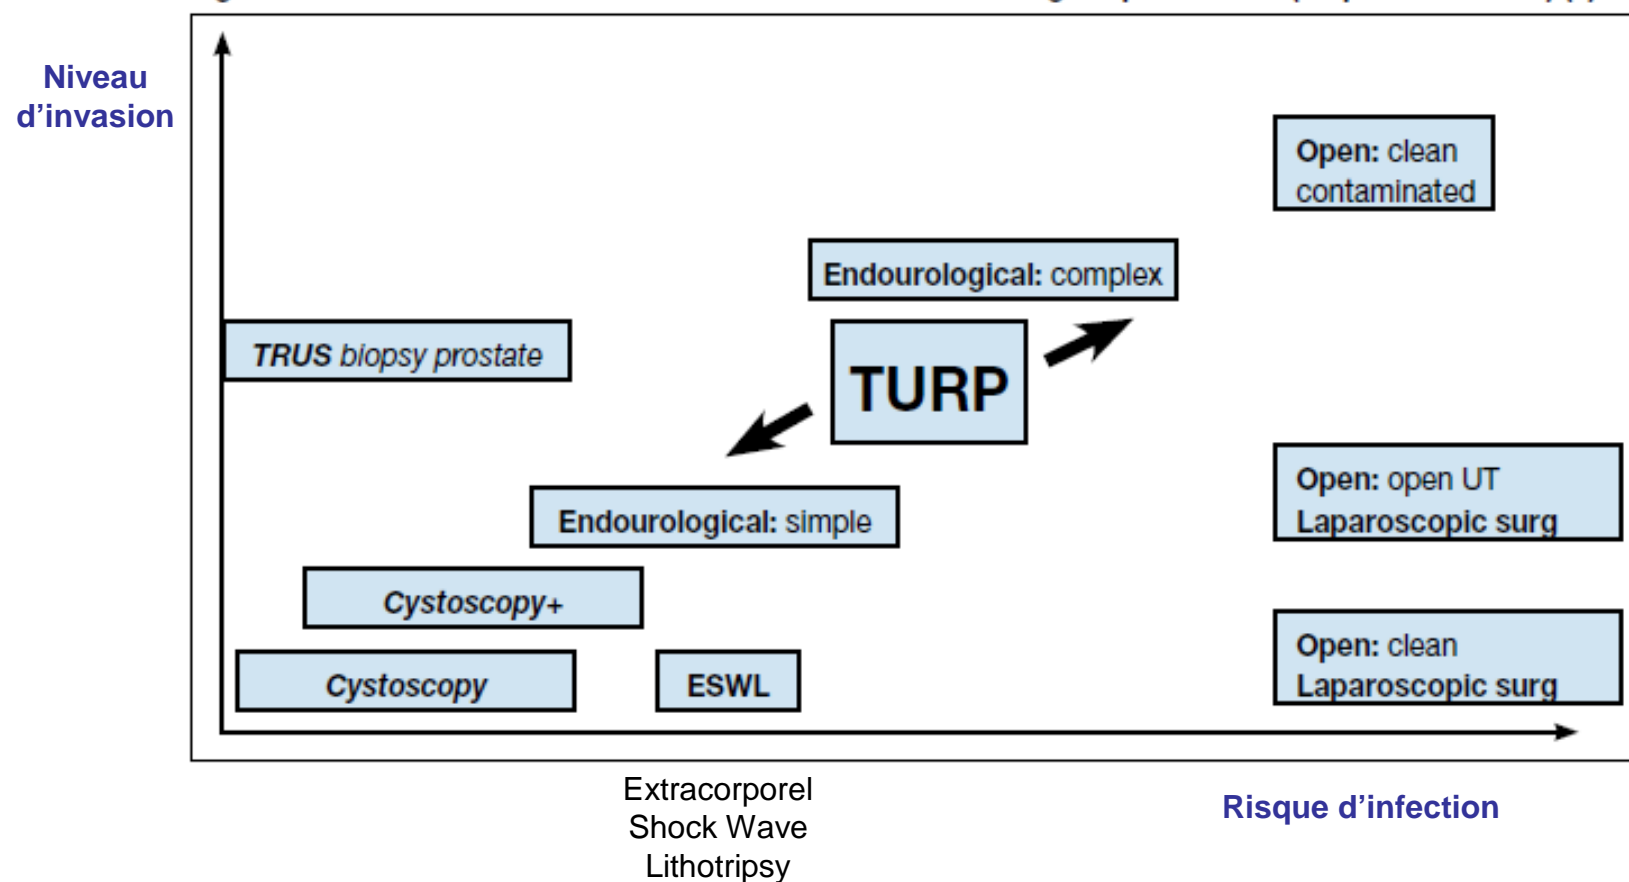 Niveau
d’invasion
Open: clean
contaminated
Endourological: complex
TRUS biopsy prostate
TURP
Open: open UT
Laparoscopic surg
Endourological: simple
Cystoscopy+
Open: clean
Laparoscopic surg
Cystoscopy
ESWL
Extracorporel
Shock Wave
Lithotripsy
Risque d’infection